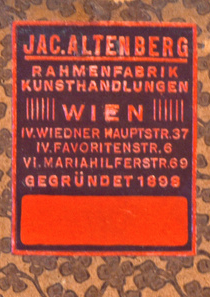 JAC. ALTENBERG
RAHMENFABRIK
KUNSTHANDLUNGEN
WIEN
IV. WIEDNER HAUPTSTR. 37
IV. FAVORITENSTR. 6
VI. MARIAHILFERSTR. 69
GEGRÜNDET 1898